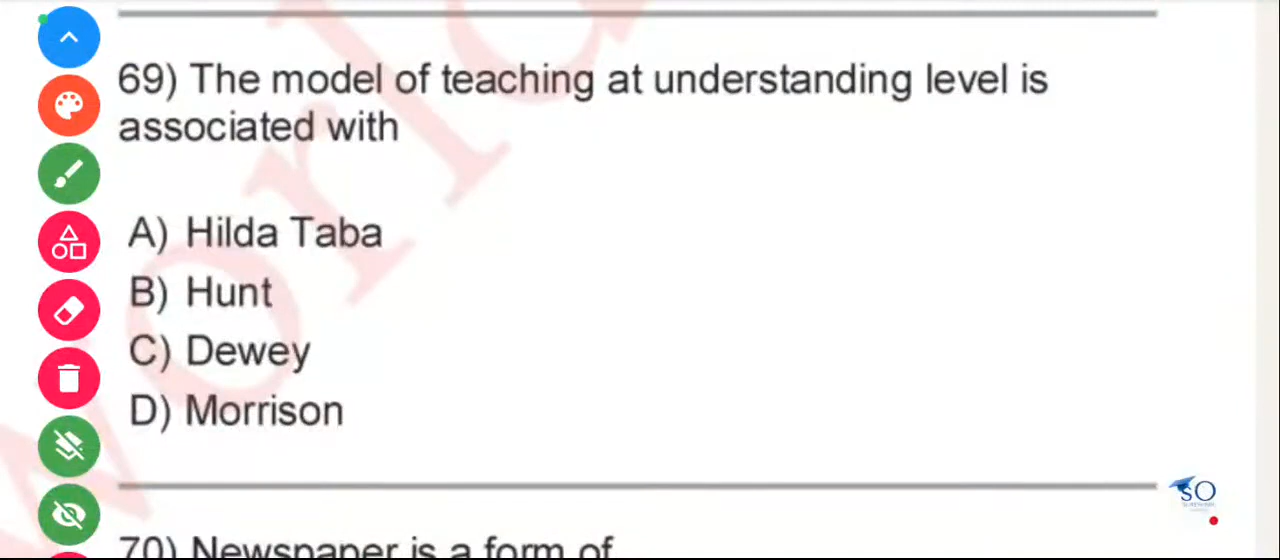 69) The model of teaching at understanding level is
associated with
A) Hilda Taba
B) Hunt
C) Dewey
D) Morrison
SO
70) Newspaper is a form of